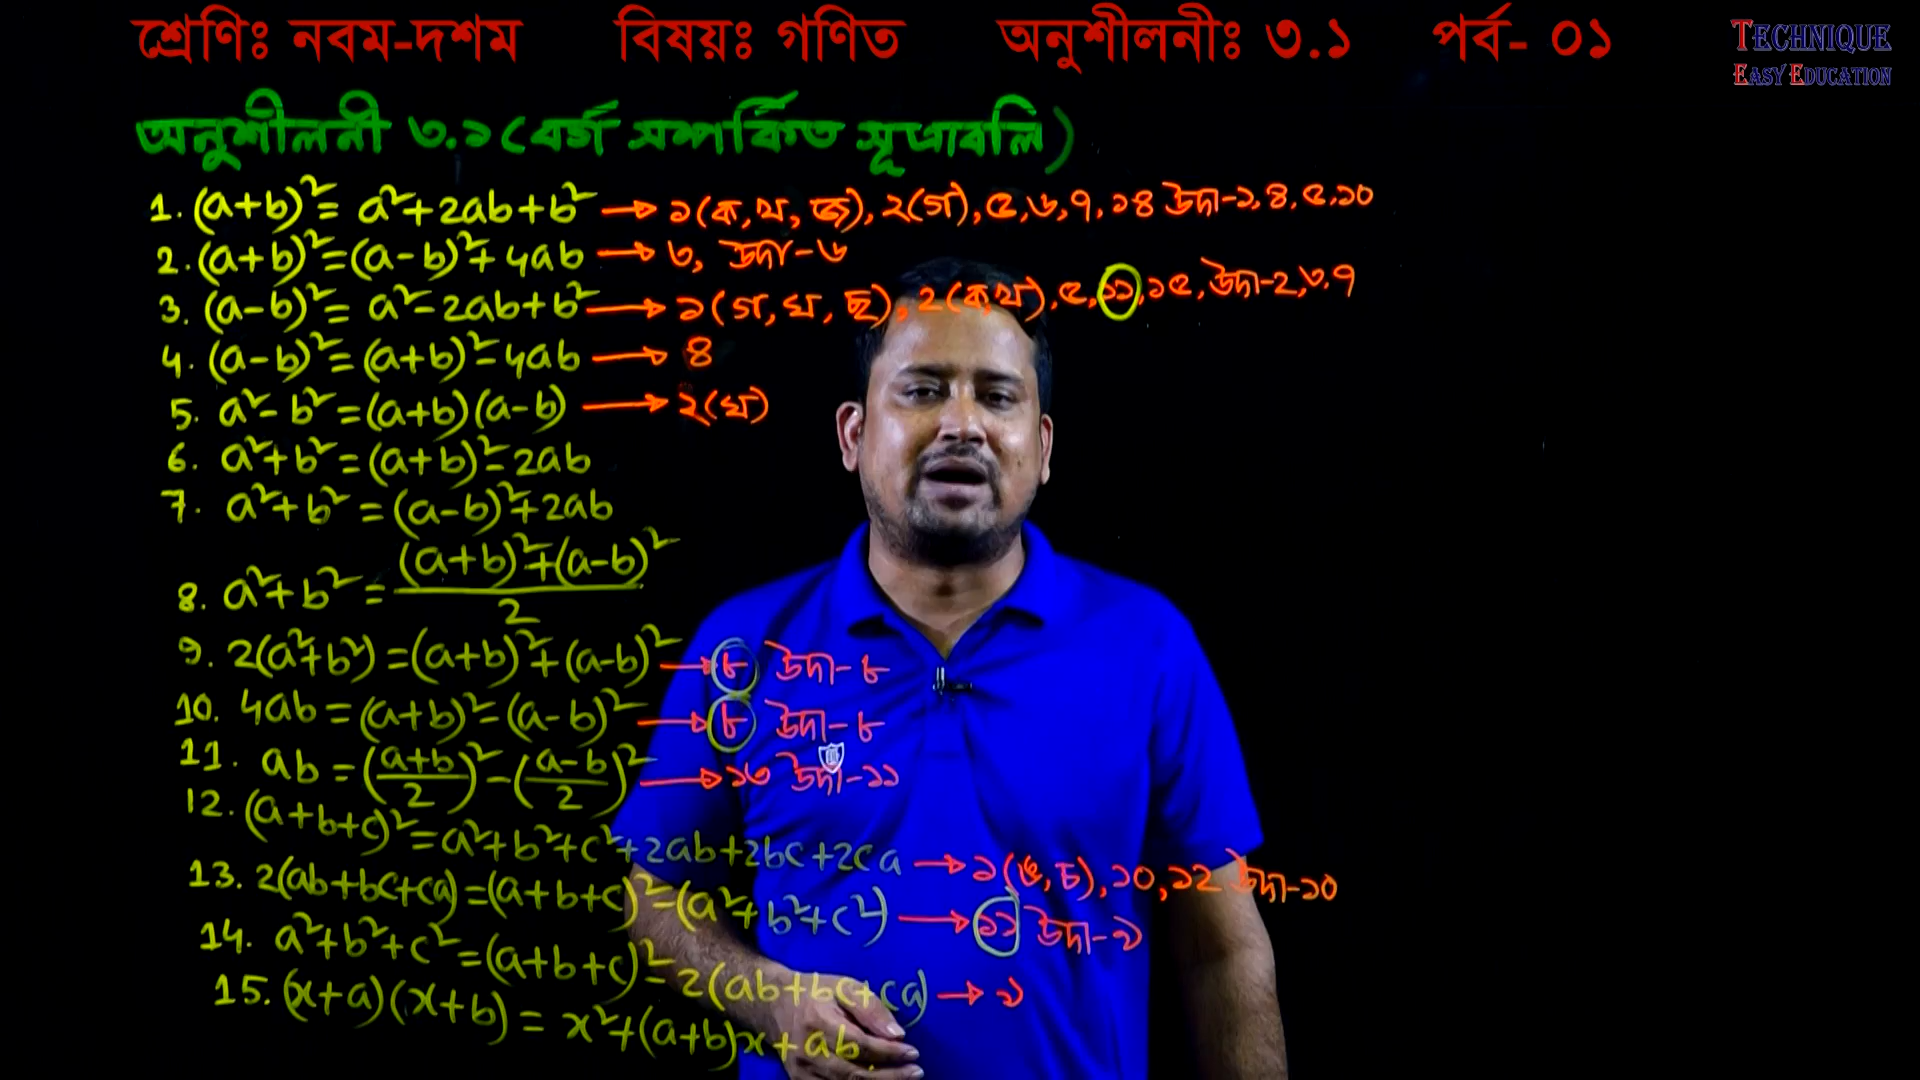 শ্রেণিঃ নবম-দশম বিষয়ঃ গণিত অনুশীলনীঃ ৩.১ পর্ব- ০১
TECHNIQUE
EASY EDUCATION
অনুশীলনী ৩.১ (বর্গ সম্পর্কিত সূত্রাবলি)
1. (a+b)² = a²+2ab+b² → ১(ক,খ,জ), ২(গ), ৫,৬,৭,১৪ উদা-১,৪,৫,১০
2. (a+b)² = (a-b)²+4ab → ৩, উদা-৬
3. (a-b)² = a²-2ab+b² → ১(গ,ঘ,ছ), 2(ক,খ), ৫, ১১, ১৫, উদা-2,৩,৭
4. (a-b)² = (a+b)²-4ab → ৪
5. a²-b² = (a+b)(a-b) → ২(ঘ)
6. a²+b² = (a+b)²-2ab
7. a²+b² = (a-b)²+2ab
8. a²+b² = ((a+b)²+(a-b)²)/2
9. 2(a²+b²) = (a+b)²+(a-b)² → ৮ উদা-৮
10. 4ab = (a+b)²-(a-b)² → ৮ উদা-৮
11. ab = ((a+b)/2)²-((a-b)/2)² → ১৩ উদা-১১
12. (a+b+c)² = a²+b²+c²+2ab+2bc+2ca → ১(ঙ,চ), ১০, ১2 উদা-১০
13. 2(ab+bc+ca) = (a+b+c)²-(a²+b²+c²) → ১১ উদা-৯
14. a²+b²+c² = (a+b+c)²-2(ab+bc+ca) → ৯
15. (x+a)(x+b) = x²+(a+b)x+ab